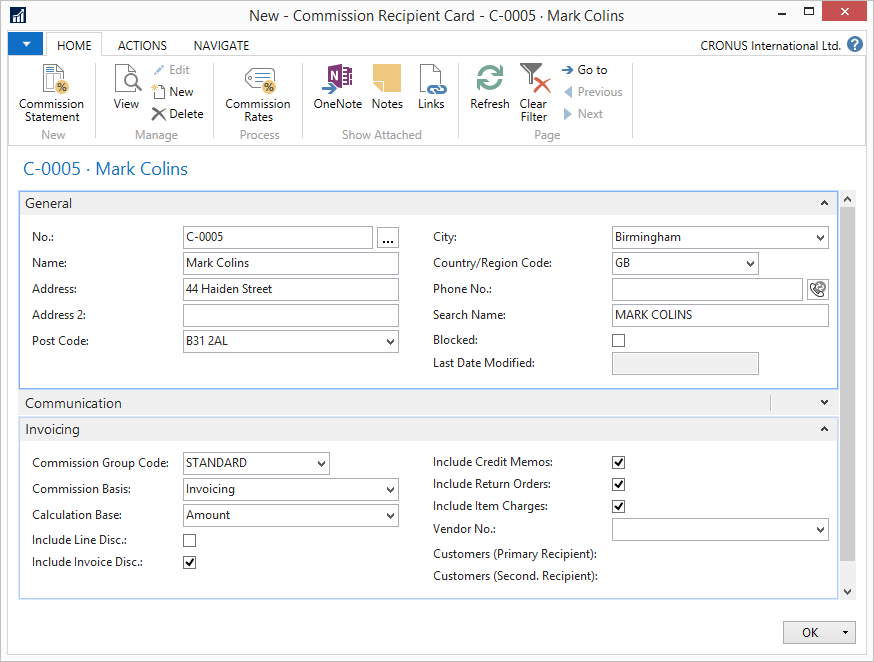 New - Commission Recipient Card - C-0005 · Mark Colins
HOME ACTIONS NAVIGATE CRONUS International Ltd. ?
Commission Statement
View
Edit
New
Delete
Commission Rates
OneNote
Notes
Links
Refresh
Clear Filter
Go to
Previous
Next
New Manage Process Show Attached Page
C-0005 · Mark Colins
General
No.: C-0005 ...
Name: Mark Colins
Address: 44 Haiden Street
Address 2:
Post Code: B31 2AL
City: Birmingham
Country/Region Code: GB
Phone No.:
Search Name: MARK COLINS
Blocked:
Last Date Modified:
Communication
Invoicing
Commission Group Code: STANDARD
Commission Basis: Invoicing
Calculation Base: Amount
Include Line Disc.:
Include Invoice Disc.:
Include Credit Memos:
Include Return Orders:
Include Item Charges:
Vendor No.:
Customers (Primary Recipient):
Customers (Second. Recipient):
OK